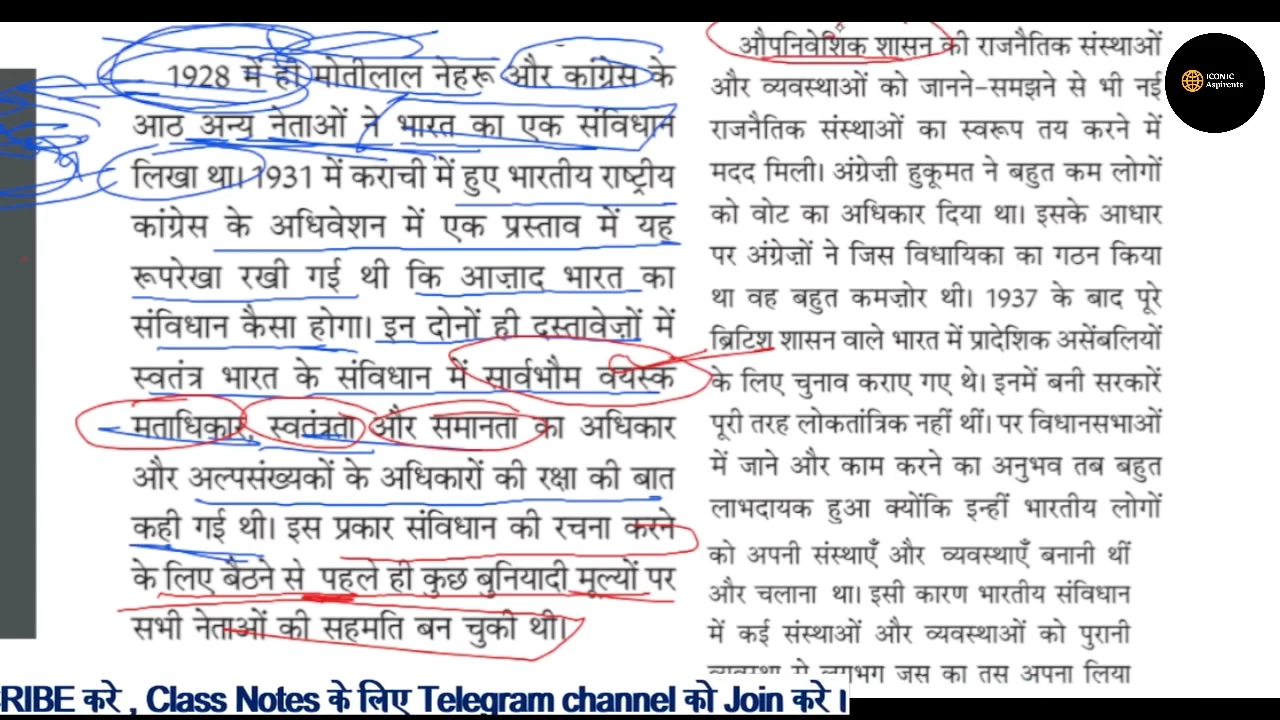 1928 में ही मोतीलाल नेहरू और कांग्रेस के
आठ अन्य नेताओं ने भारत का एक संविधान
लिखा था। 1931 में कराची में हुए भारतीय राष्ट्रीय
कांग्रेस के अधिवेशन में एक प्रस्ताव में यह
रूपरेखा रखी गई थी कि आज़ाद भारत का
संविधान कैसा होगा। इन दोनों ही दस्तावेज़ों में
स्वतंत्र भारत के संविधान में सार्वभौम वयस्क
मताधिकार, स्वतंत्रता और समानता का अधिकार
और अल्पसंख्यकों के अधिकारों की रक्षा की बात
कही गई थी। इस प्रकार संविधान की रचना करने
के लिए बैठने से पहले ही कुछ बुनियादी मूल्यों पर
सभी नेताओं की सहमति बन चुकी थी।
औपनिवेशिक शासन की राजनैतिक संस्थाओं
और व्यवस्थाओं को जानने-समझने से भी नई
राजनैतिक संस्थाओं का स्वरूप तय करने में
मदद मिली। अंग्रेज़ी हुकूमत ने बहुत कम लोगों
को वोट का अधिकार दिया था। इसके आधार
पर अंग्रेज़ों ने जिस विधायिका का गठन किया
था वह बहुत कमज़ोर थी। 1937 के बाद पूरे
ब्रिटिश शासन वाले भारत में प्रादेशिक असेंबलियों
के लिए चुनाव कराए गए थे। इनमें बनी सरकारें
पूरी तरह लोकतांत्रिक नहीं थीं। पर विधानसभाओं
में जाने और काम करने का अनुभव तब बहुत
लाभदायक हुआ क्योंकि इन्हीं भारतीय लोगों
को अपनी संस्थाएँ और व्यवस्थाएँ बनानी थीं
और चलाना था। इसी कारण भारतीय संविधान
में कई संस्थाओं और व्यवस्थाओं को पुरानी
व्यवस्था से लगभग जस का तस अपना लिया
ICONIC
Aspirents
CRIBE करे , Class Notes के लिए Telegram channel को Join करे ।